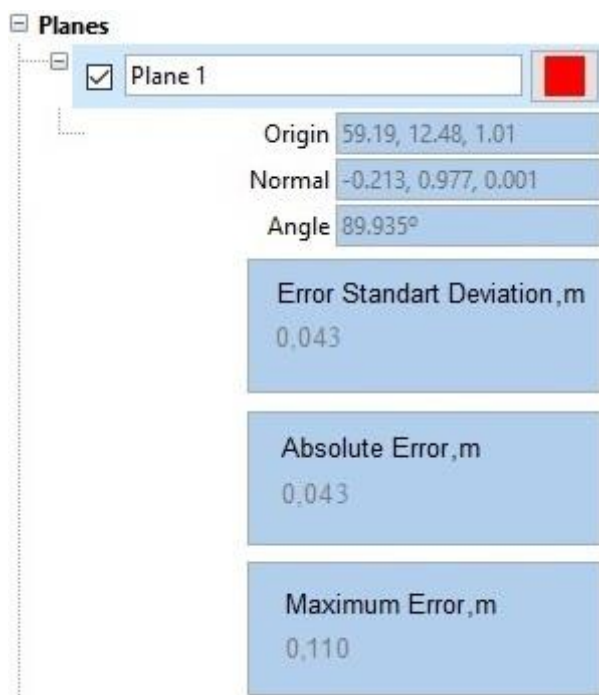 Planes
Plane 1
Origin 59.19, 12.48, 1.01
Normal -0.213, 0.977, 0.001
Angle 89.935º
Error Standart Deviation,m
0,043
Absolute Error,m
0,043
Maximum Error,m
0,110